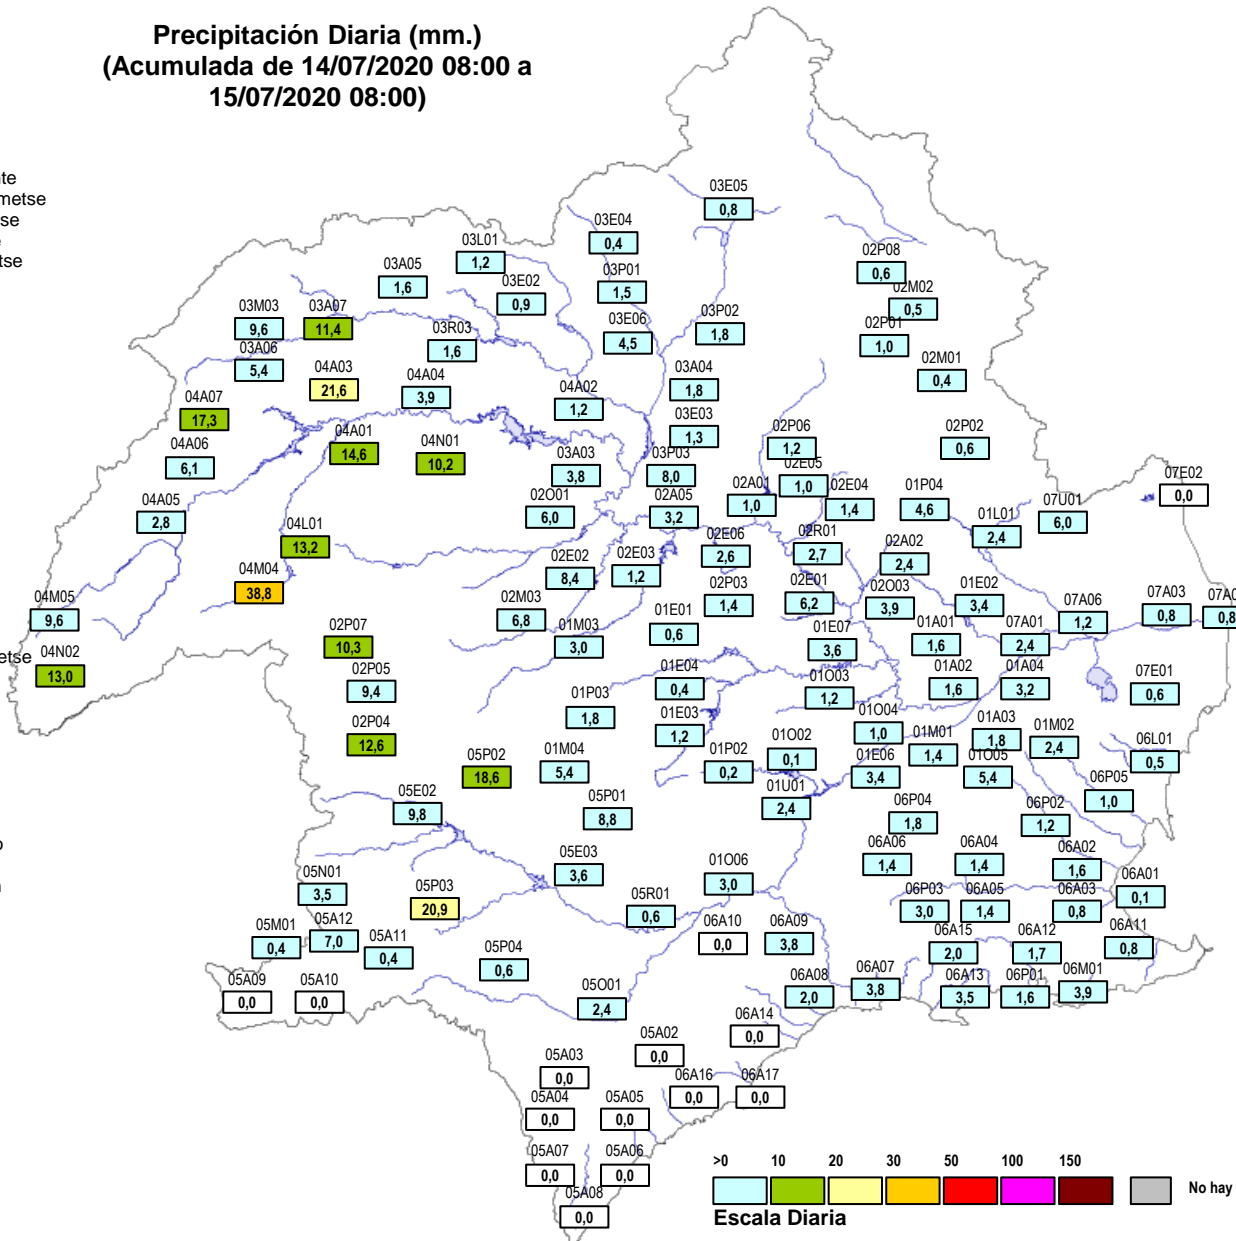 Precipitación Diaria (mm.)
(Acumulada de 14/07/2020 08:00 a
15/07/2020 08:00)
nte
metse
se
e
tse
03E05
0,8
03E04
0,4
03L01
1,2
02P08
0,6
03A05
1,6
03P01
1,5
03E02
0,9
02M02
0,5
03M03
9,6
03A07
11,4
03E06
4,5
03P02
1,8
02P01
1,0
03R03
1,6
03A06
5,4
04A03
21,6
04A04
3,9
03A04
1,8
02M01
0,4
04A07
17,3
04A02
1,2
03E03
1,3
04A01
14,6
04N01
10,2
02P06
1,2
02P02
0,6
04A06
6,1
03A03
3,8
03P03
8,0
02E05
1,0
07E02
0,0
04A05
2,8
02O01
6,0
02A05
3,2
02A01
1,0
02E04
1,4
01P04
4,6
07U01
6,0
01L01
2,4
04L01
13,2
02E06
2,6
02R01
2,7
02A02
2,4
04M04
38,8
02E02
8,4
02E03
1,2
02P03
1,4
02E01
6,2
02O03
3,9
01E02
3,4
04M05
9,6
02M03
6,8
01E01
0,6
07A06
1,2
07A03
0,8
07A0
0,8
02P07
10,3
01M03
3,0
01E07
3,6
01A01
1,6
07A01
2,4
etse
04N02
13,0
02P05
9,4
01E04
0,4
01O03
1,2
01A02
1,6
01A04
3,2
07E01
0,6
01P03
1,8
02P04
12,6
01E03
1,2
01O04
1,0
01M01
1,4
01A03
1,8
01M02
2,4
05P02
18,6
01M04
5,4
01P02
0,2
01O02
0,1
01E06
3,4
01O05
5,4
06L01
0,5
05E02
9,8
05P01
8,8
01U01
2,4
06P04
1,8
06P02
1,2
06P05
1,0
o
05N01
3,5
05P03
20,9
05E03
3,6
01O06
3,0
06A06
1,4
06A04
1,4
06A02
1,6
06A01
0,1
05R01
0,6
06P03
3,0
06A05
1,4
06A03
0,8
05M01
0,4
05A12
7,0
05A11
0,4
06A10
0,0
06A09
3,8
06A15
2,0
06A12
1,7
06A11
0,8
05P04
0,6
05A09
0,0
05A10
0,0
05O01
2,4
06A08
2,0
06A07
3,8
06A13
3,5
06P01
1,6
06M01
3,9
05A02
0,0
06A14
0,0
05A03
0,0
06A16
0,0
06A17
0,0
05A04
0,0
05A05
0,0
05A07
0,0
05A06
0,0
05A08
0,0
>0 10 20 30 50 100 150
No hay
Escala Diaria